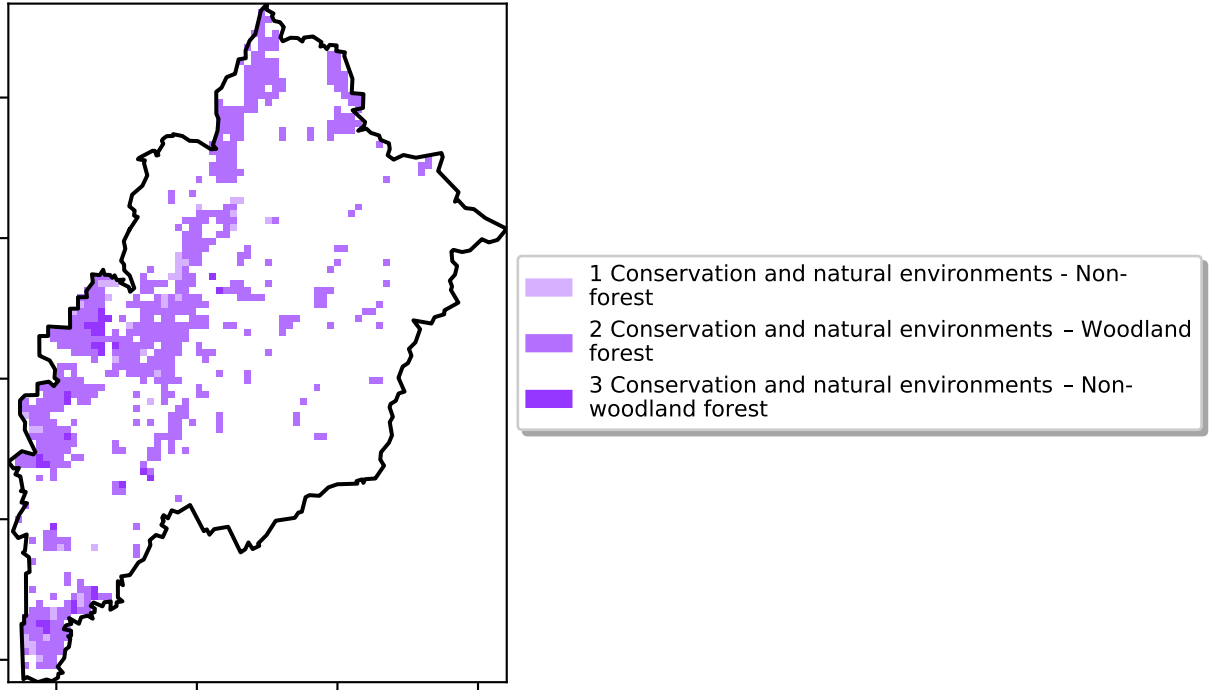 1 Conservation and natural environments - Non-
forest
2 Conservation and natural environments – Woodland
forest
3 Conservation and natural environments – Non-
woodland forest